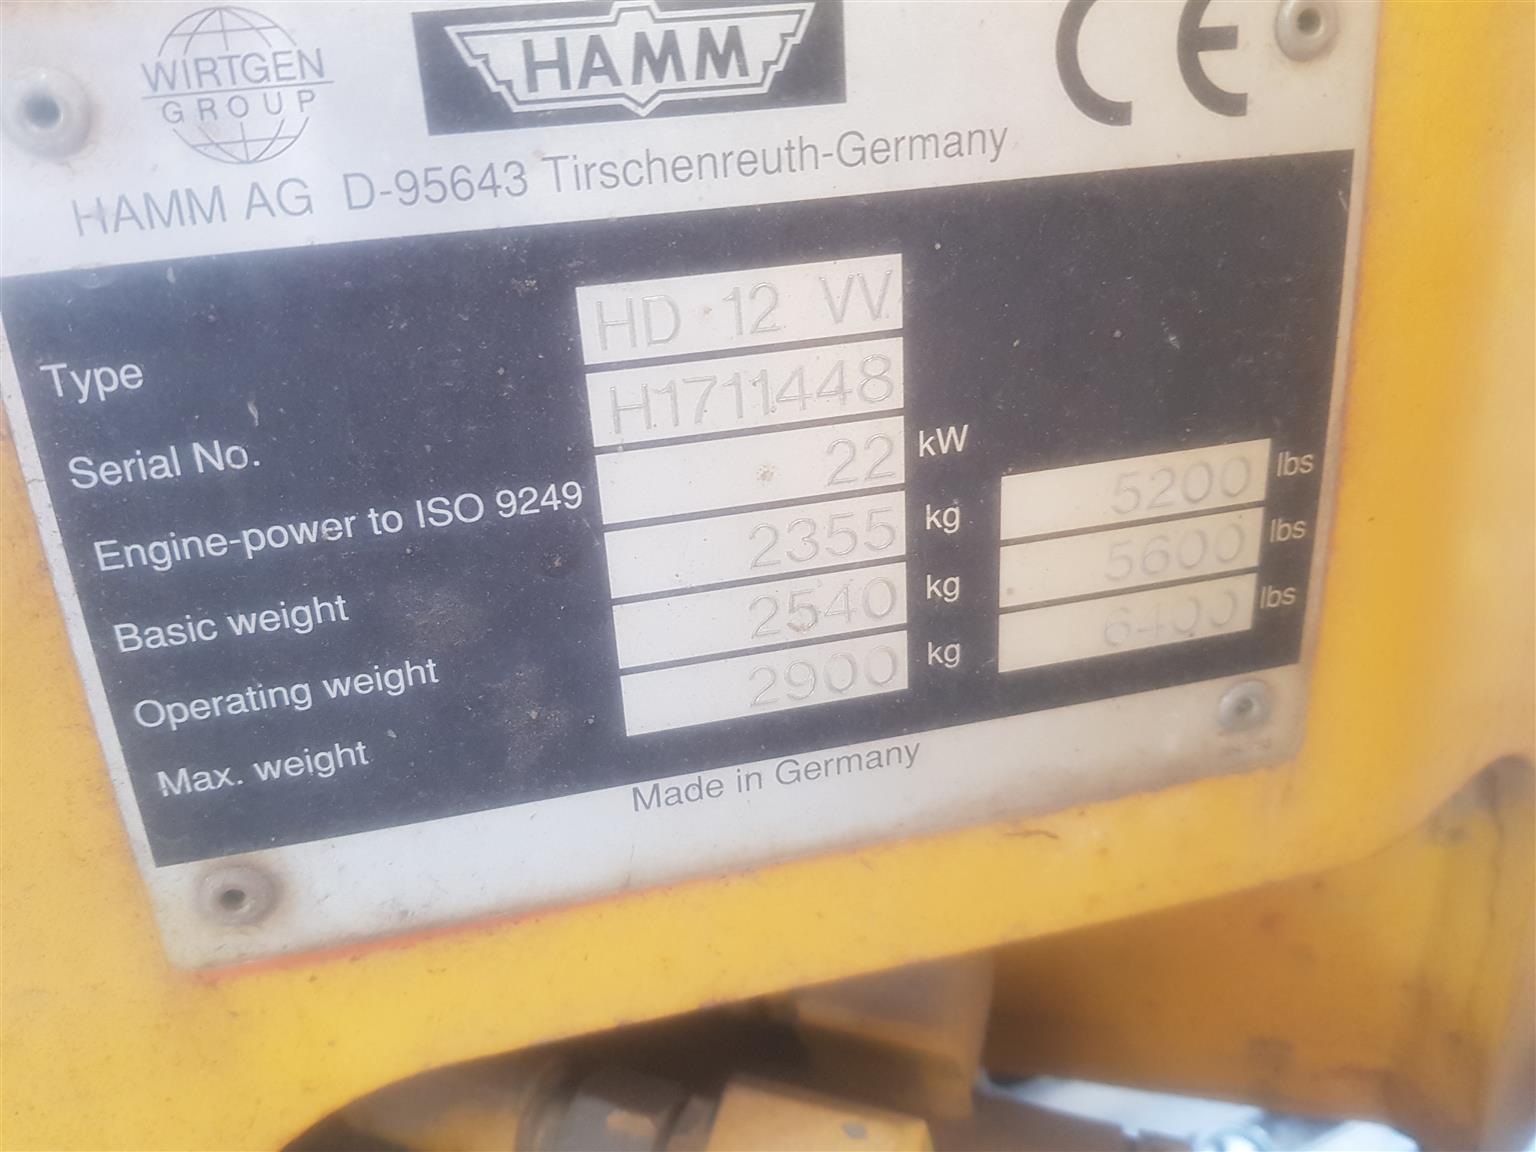 WIRTGEN
GROUP
HAMM
CE
HAMM AG D-95643 Tirschenreuth-Germany
Type HD 12 VV
Serial No. H1711448
Engine-power to ISO 9249 22 kW
Basic weight 2355 kg 5200 lbs
Operating weight 2540 kg 5600 lbs
Max. weight 2900 kg 6400 lbs
Made in Germany